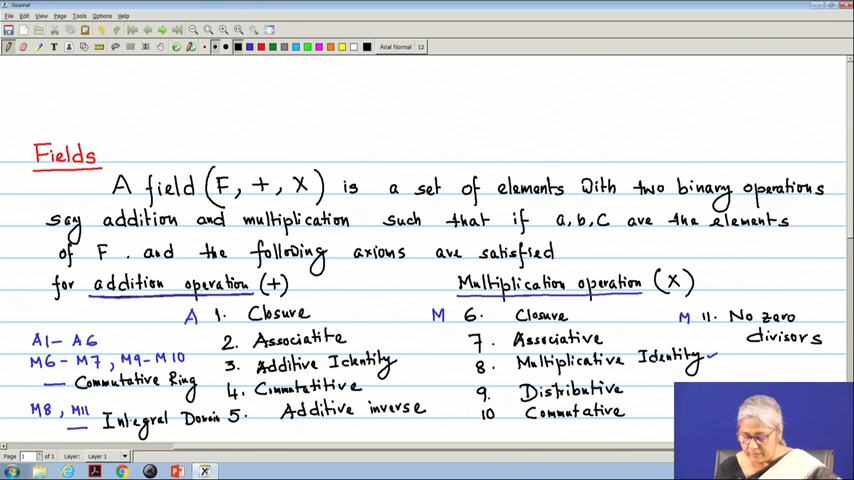 Xournal
File Edit View Page Tools Options Help
Arial Normal 12
Fields
A field (F, +, X) is a set of elements with two binary operations
say addition and multiplication such that if a, b, c are the elements
of F . and the following axioms are satisfied
for addition operation (+) Multiplication operation (X)
A 1. Closure M 6. Closure M 11. No zero divisors
A1 - A6 2. Associatite 7. Associative
M6 - M7 , M9 - M10 3. Additive Identity 8. Multiplicative Identity ✓
— Commutative Ring 4. Commutatitive 9. Distributive
M8 , M11 Integral Domain 5. Additive inverse 10 Commutative
Page 1 of 1 Layer: Layer 1